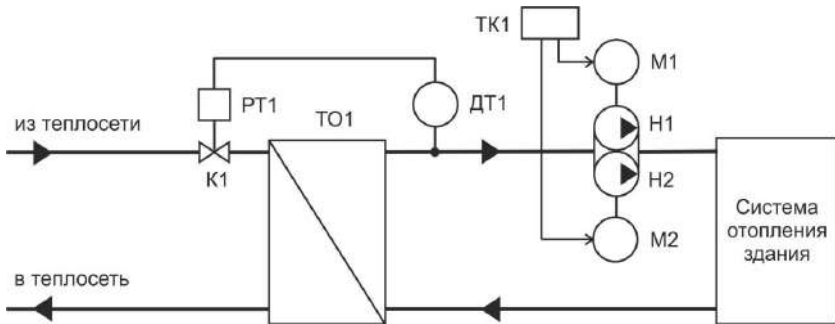 ТК1
М1
РТ1
ДТ1
ТО1
Н1
из теплосети
К1
Н2
М2
Система
отопления
здания
в теплосеть